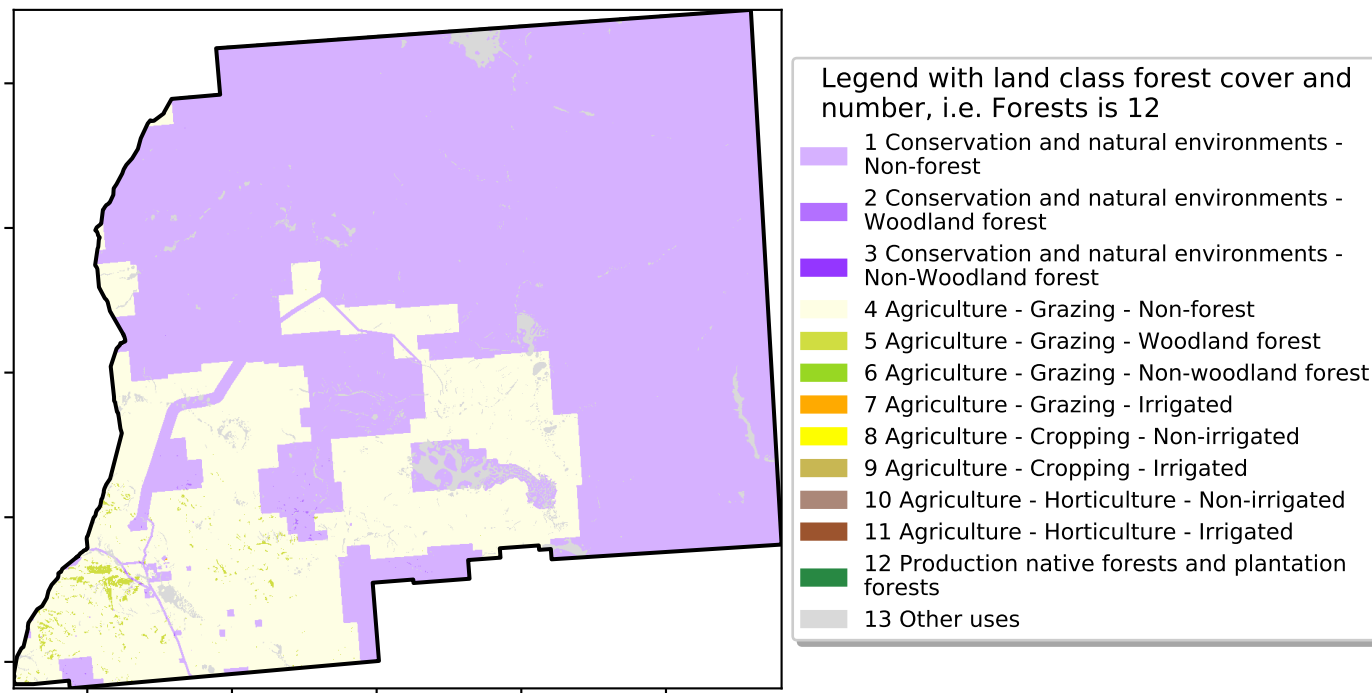 Legend with land class forest cover and
number, i.e. Forests is 12
1 Conservation and natural environments -
Non-forest
2 Conservation and natural environments -
Woodland forest
3 Conservation and natural environments -
Non-Woodland forest
4 Agriculture - Grazing - Non-forest
5 Agriculture - Grazing - Woodland forest
6 Agriculture - Grazing - Non-woodland forest
7 Agriculture - Grazing - Irrigated
8 Agriculture - Cropping - Non-irrigated
9 Agriculture - Cropping - Irrigated
10 Agriculture - Horticulture - Non-irrigated
11 Agriculture - Horticulture - Irrigated
12 Production native forests and plantation
forests
13 Other uses